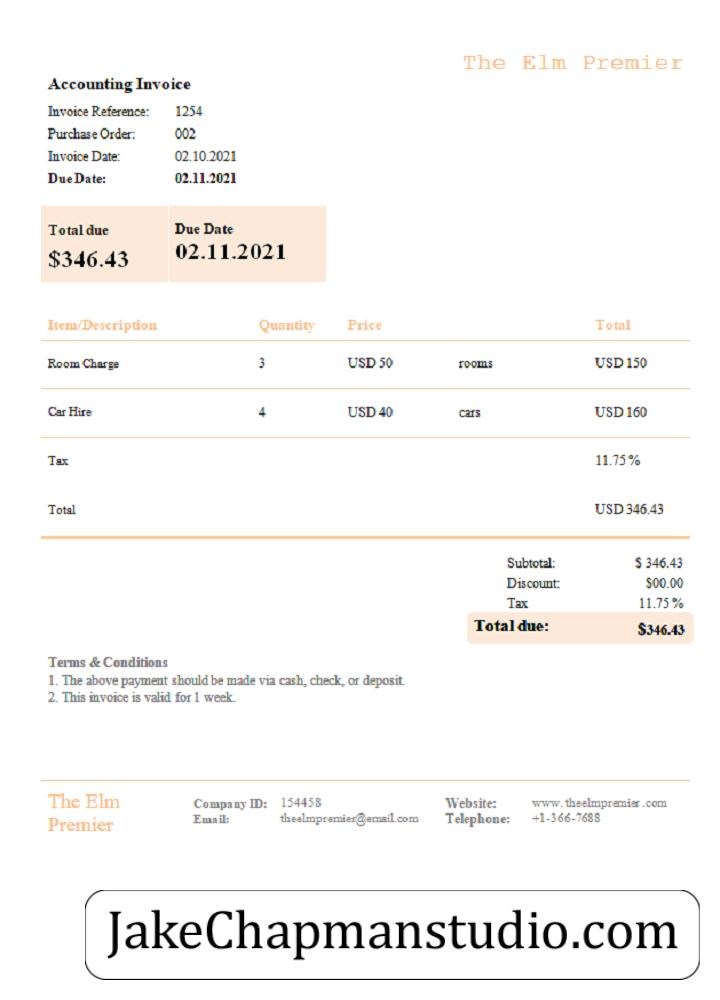 The Elm Premier
Accounting Invoice
Invoice Reference: 1254
Purchase Order: 002
Invoice Date: 02.10.2021
Due Date: 02.11.2021
Total due Due Date
$346.43 02.11.2021
Item/Description Quantity Price Total
Room Charge 3 USD 50 rooms USD 150
Car Hire 4 USD 40 cars USD 160
Tax 11.75%
Total USD 346.43
Subtotal: $ 346.43
Discount: $00.00
Tax 11.75%
Total due: $346.43
Terms & Conditions
1. The above payment should be made via cash, check, or deposit.
2. This invoice is valid for 1 week.
The Elm Premier
Company ID: 154458
Email: theelmpremier@email.com
Website: www.theelmpremier.com
Telephone: +1-366-7688
JakeChapmanstudio.com